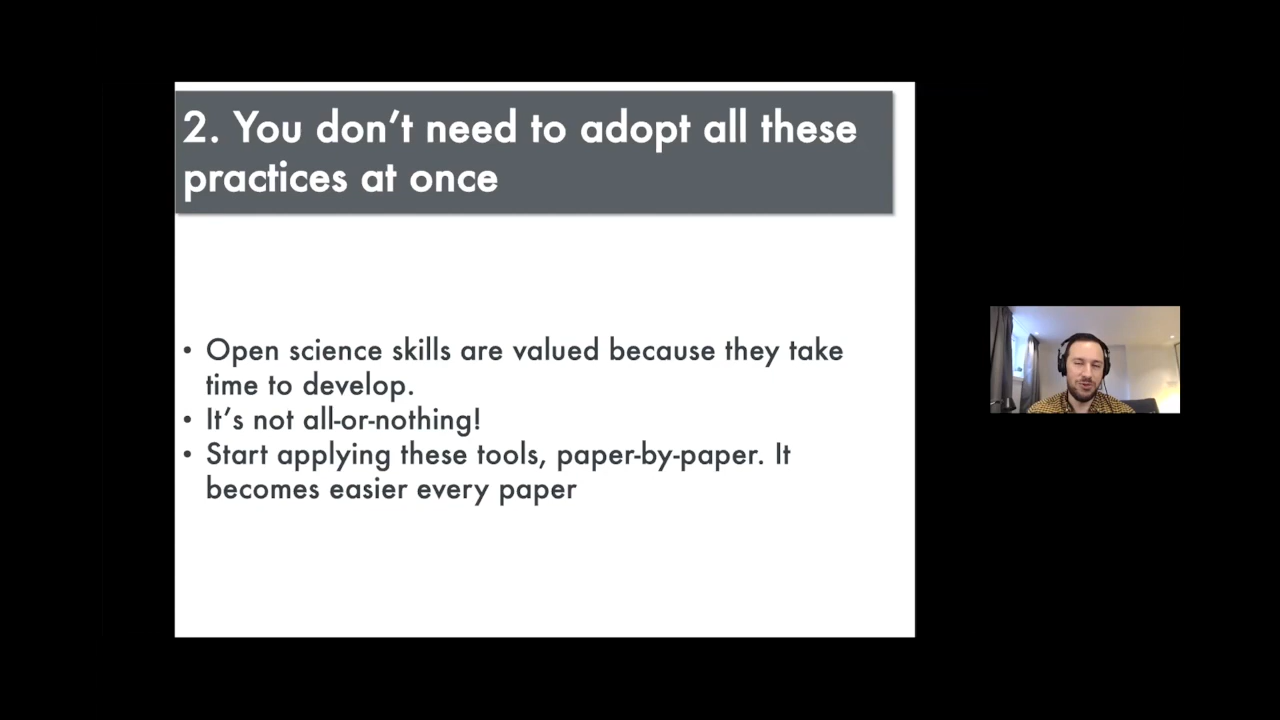 2. You don’t need to adopt all these
practices at once
• Open science skills are valued because they take
time to develop.
• It’s not all-or-nothing!
• Start applying these tools, paper-by-paper. It
becomes easier every paper